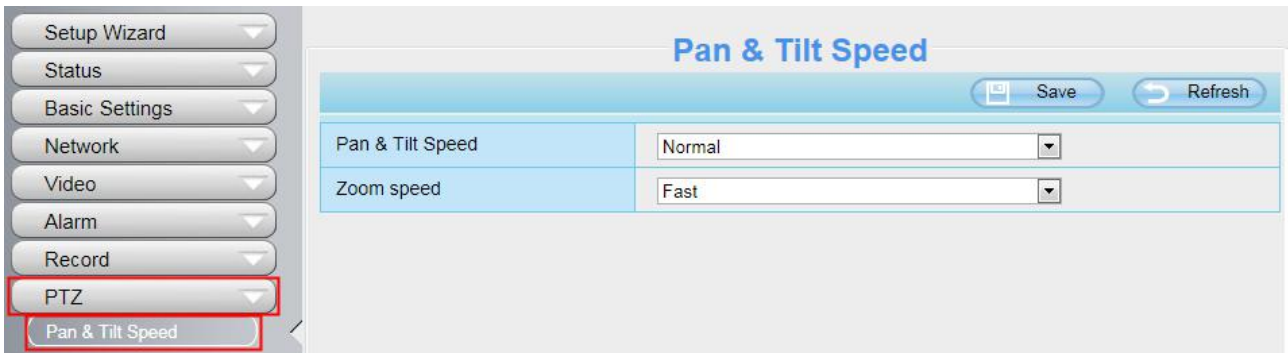 Setup Wizard
Status
Basic Settings
Network
Video
Alarm
Record
PTZ
Pan & Tilt Speed
Pan & Tilt Speed
Save Refresh
Pan & Tilt Speed Normal
Zoom speed Fast